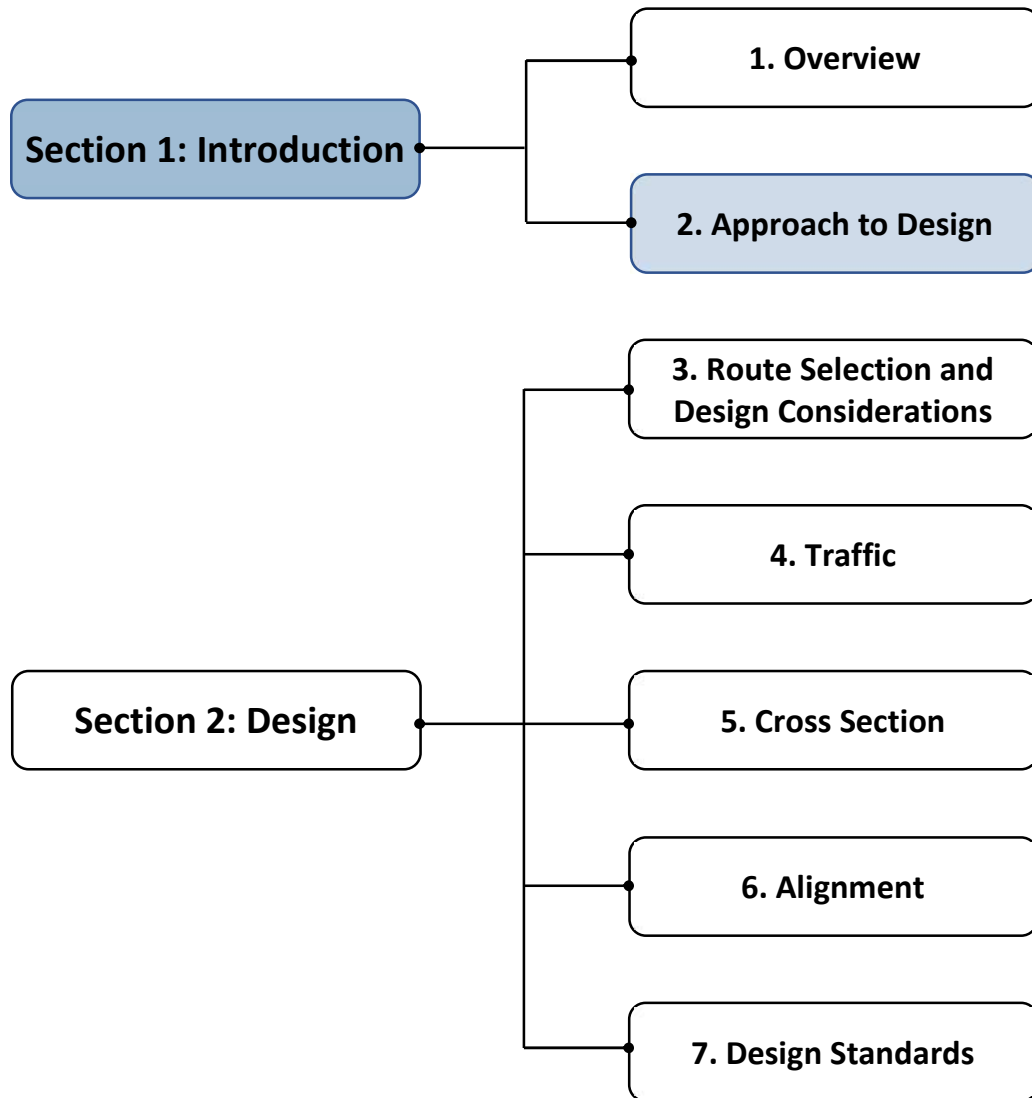 1. Overview
Section 1: Introduction
2. Approach to Design
3. Route Selection and
Design Considerations
4. Traffic
Section 2: Design
5. Cross Section
6. Alignment
7. Design Standards